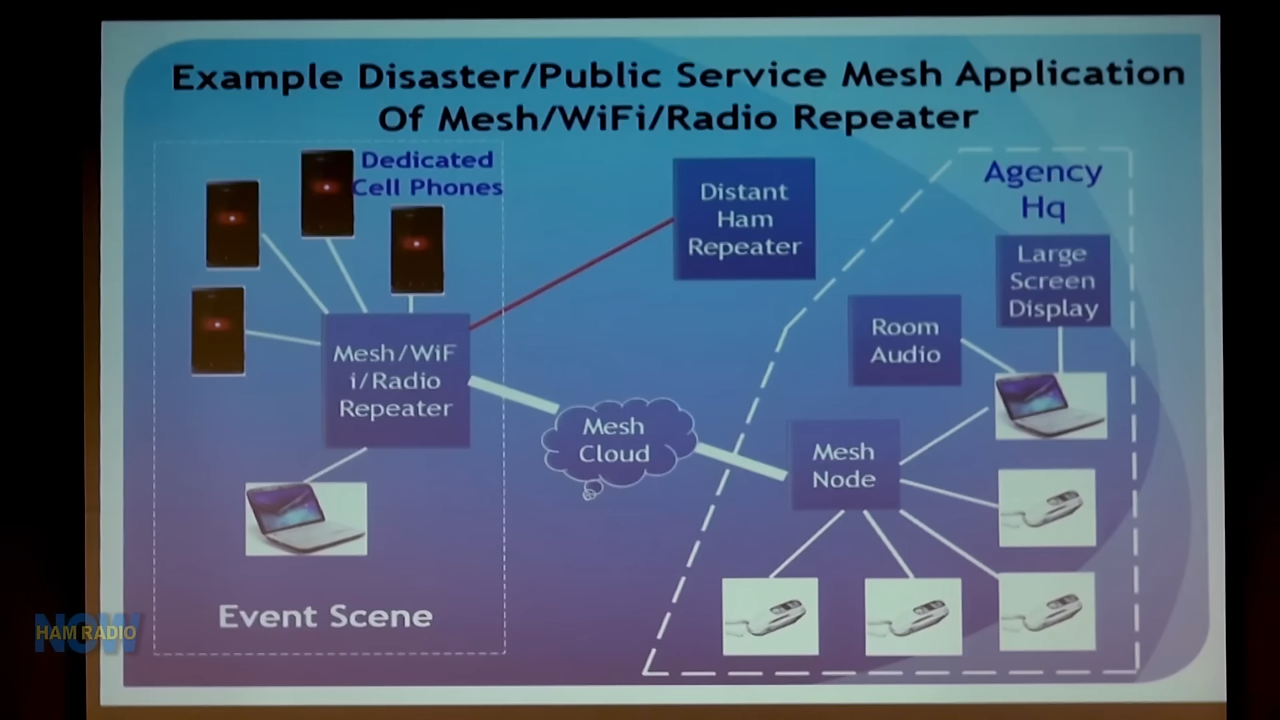 Example Disaster/Public Service Mesh Application
Of Mesh/WiFi/Radio Repeater
Dedicated
Cell Phones
Distant
Ham
Repeater
Agency
Hq
Large
Screen
Display
Room
Audio
Mesh/WiF
i/Radio
Repeater
Mesh
Cloud
Mesh
Node
Event Scene
NOW
HAM RADIO